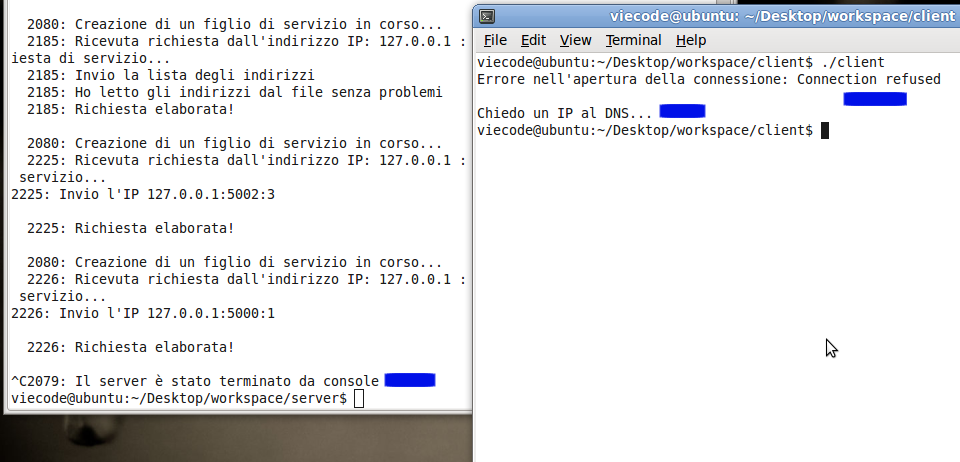 2080: Creazione di un figlio di servizio in corso...
2185: Ricevuta richiesta dall'indirizzo IP: 127.0.0.1 :
iesta di servizio...
2185: Invio la lista degli indirizzi
2185: Ho letto gli indirizzi dal file senza problemi
2185: Richiesta elaborata!
2080: Creazione di un figlio di servizio in corso...
2225: Ricevuta richiesta dall'indirizzo IP: 127.0.0.1 :
servizio...
2225: Invio l'IP 127.0.0.1:5002:3
2225: Richiesta elaborata!
2080: Creazione di un figlio di servizio in corso...
2226: Ricevuta richiesta dall'indirizzo IP: 127.0.0.1 :
servizio...
2226: Invio l'IP 127.0.0.1:5000:1
2226: Richiesta elaborata!
^C2079: Il server è stato terminato da console
viecode@ubuntu:~/Desktop/workspace/server$
viecode@ubuntu: ~/Desktop/workspace/client
File Edit View Terminal Help
viecode@ubuntu:~/Desktop/workspace/client$ ./client
Errore nell'apertura della connessione: Connection refused
Chiedo un IP al DNS...
viecode@ubuntu:~/Desktop/workspace/client$